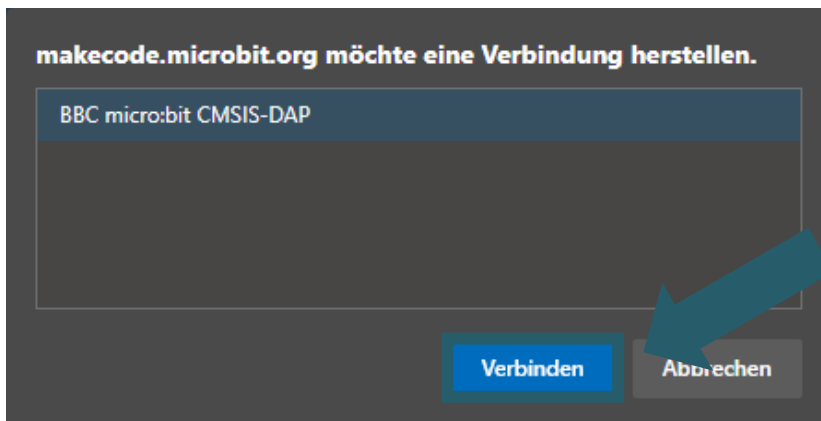 makecode.microbit.org möchte eine Verbindung herstellen.
BBC micro:bit CMSIS-DAP
Verbinden
Abbrechen